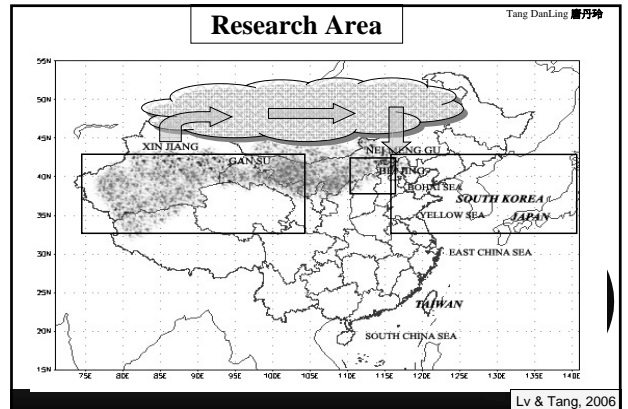 Research Area
Tang DanLing 唐丹玲
55N
50N
45N
40N
35N
30N
25N
20N
15N
XIN JIANG
GAN SU
NEI MENG GU
BEIJING
BOHAI SEA
SOUTH KOREA
JAPAN
YELLOW SEA
EAST CHINA SEA
TAIWAN
SOUTH CHINA SEA
75E 80E 85E 90E 95E 100E 105E 110E 115E 120E 125E 130E 135E 140E
Lv & Tang, 2006